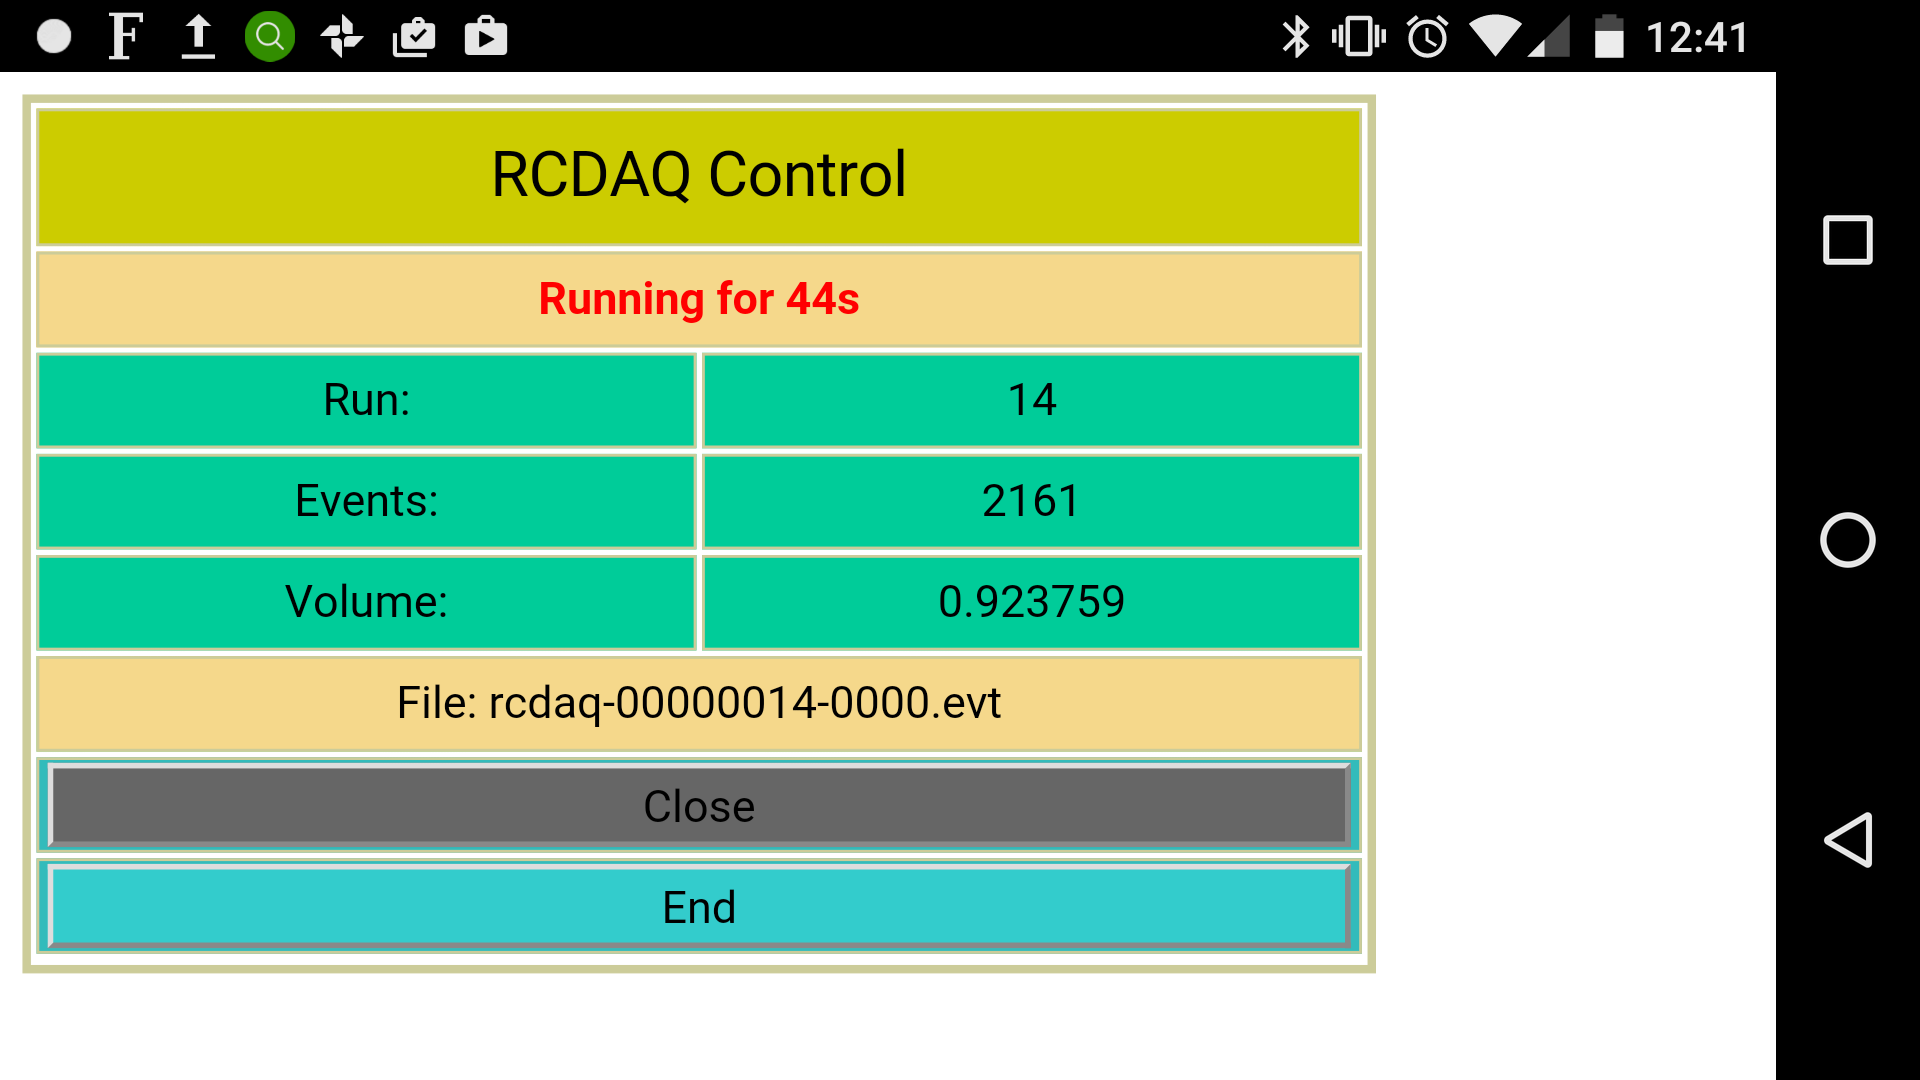 F
12:41
RCDAQ Control
Running for 44s
Run: 14
Events: 2161
Volume: 0.923759
File: rcdaq-00000014-0000.evt
Close
End